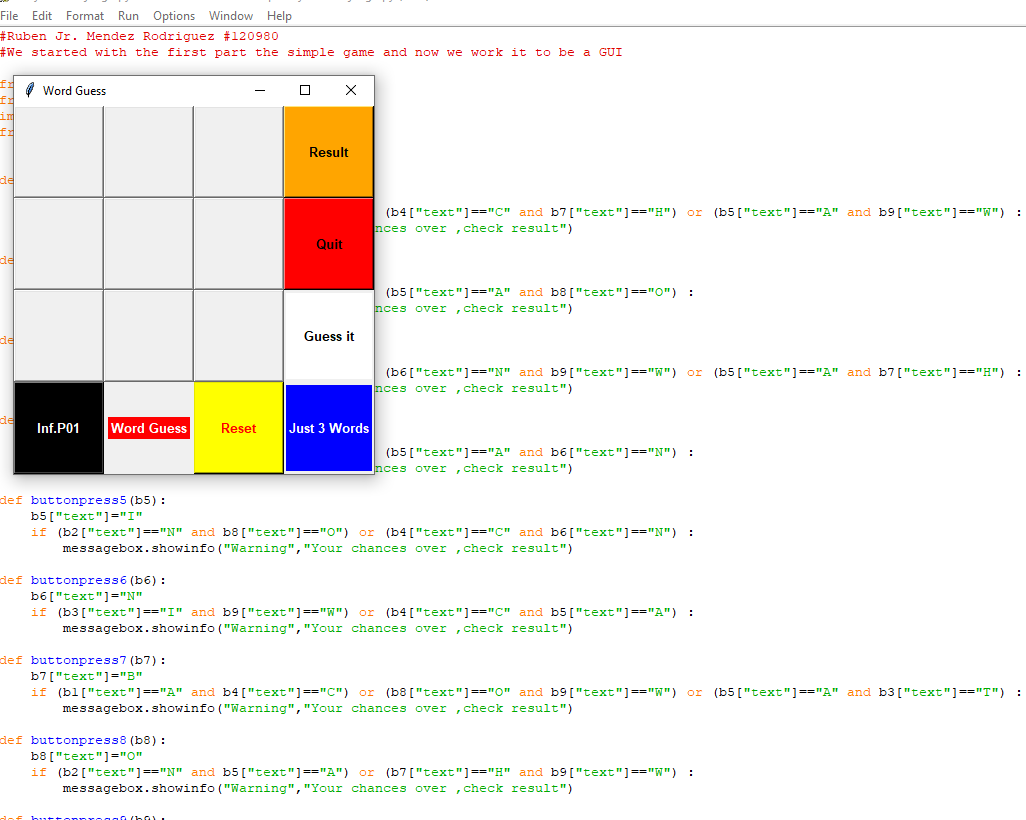 File Edit Format Run Options Window Help
#Ruben Jr. Mendez Rodriguez #120980
#We started with the first part the simple game and now we work it to be a GUI
Word Guess
Result
Quit
Guess it
Inf.P01 Word Guess Reset Just 3 Words
(b4["text"]=="C" and b7["text"]=="H") or (b5["text"]=="A" and b9["text"]=="W") :
nces over ,check result")
(b5["text"]=="A" and b8["text"]=="O") :
nces over ,check result")
(b6["text"]=="N" and b9["text"]=="W") or (b5["text"]=="A" and b7["text"]=="H") :
nces over ,check result")
(b5["text"]=="A" and b6["text"]=="N") :
nces over ,check result")
def buttonpress5(b5):
b5["text"]="I"
if (b2["text"]=="N" and b8["text"]=="O") or (b4["text"]=="C" and b6["text"]=="N") :
messagebox.showinfo("Warning","Your chances over ,check result")
def buttonpress6(b6):
b6["text"]="N"
if (b3["text"]=="I" and b9["text"]=="W") or (b4["text"]=="C" and b5["text"]=="A") :
messagebox.showinfo("Warning","Your chances over ,check result")
def buttonpress7(b7):
b7["text"]="B"
if (b1["text"]=="A" and b4["text"]=="C") or (b8["text"]=="O" and b9["text"]=="W") or (b5["text"]=="A" and b3["text"]=="T") :
messagebox.showinfo("Warning","Your chances over ,check result")
def buttonpress8(b8):
b8["text"]="O"
if (b2["text"]=="N" and b5["text"]=="A") or (b7["text"]=="H" and b9["text"]=="W") :
messagebox.showinfo("Warning","Your chances over ,check result")
def buttonpress9(b9):